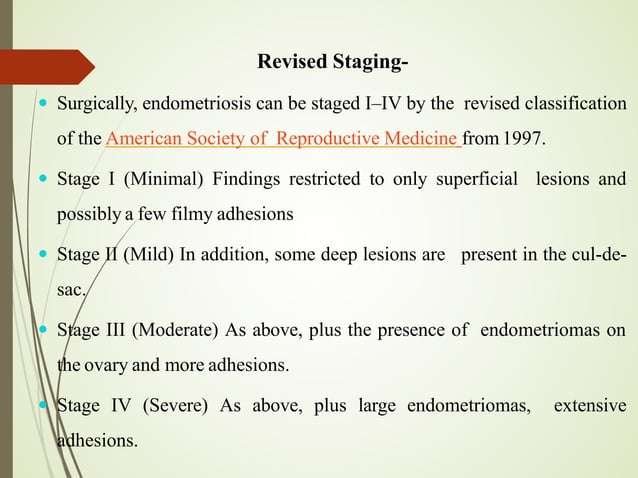 Revised Staging-
Surgically, endometriosis can be staged I–IV by the revised classification
of the American Society of Reproductive Medicine from 1997.
Stage I (Minimal) Findings restricted to only superficial lesions and
possibly a few filmy adhesions
Stage II (Mild) In addition, some deep lesions are present in the cul-de-
sac.
Stage III (Moderate) As above, plus the presence of endometriomas on
the ovary and more adhesions.
Stage IV (Severe) As above, plus large endometriomas, extensive
adhesions.